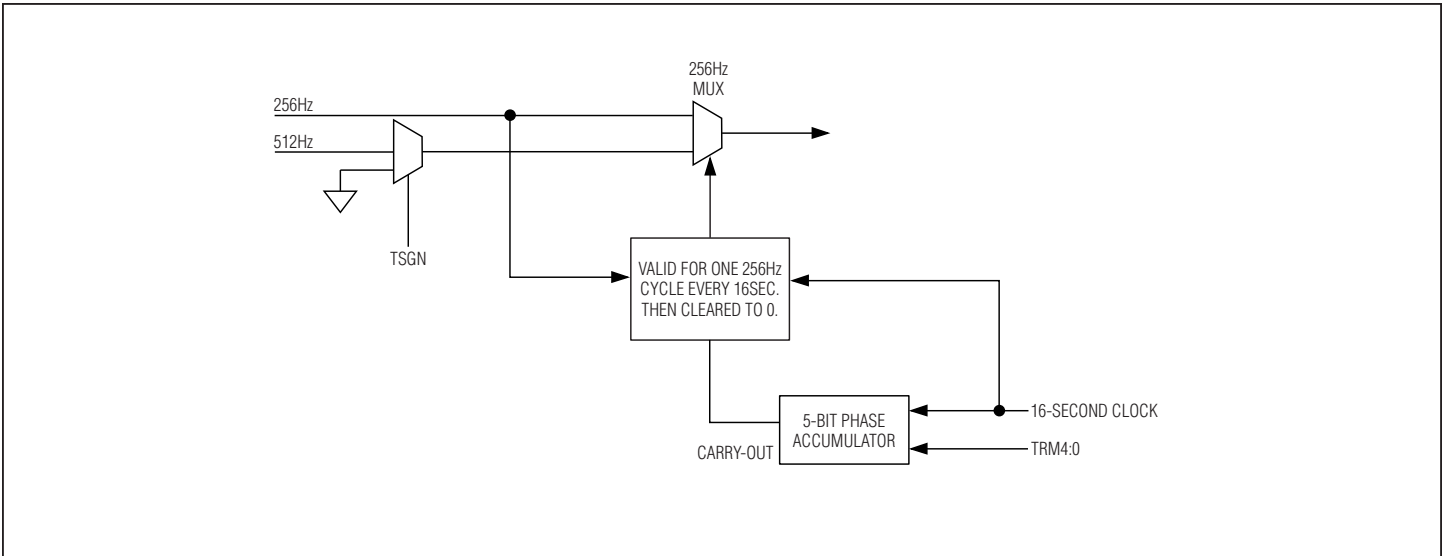 256Hz
MUX
256Hz
512Hz
TSGN
VALID FOR ONE 256Hz
CYCLE EVERY 16SEC.
THEN CLEARED TO 0.
16-SECOND CLOCK
5-BIT PHASE
ACCUMULATOR
CARRY-OUT
TRM4:0